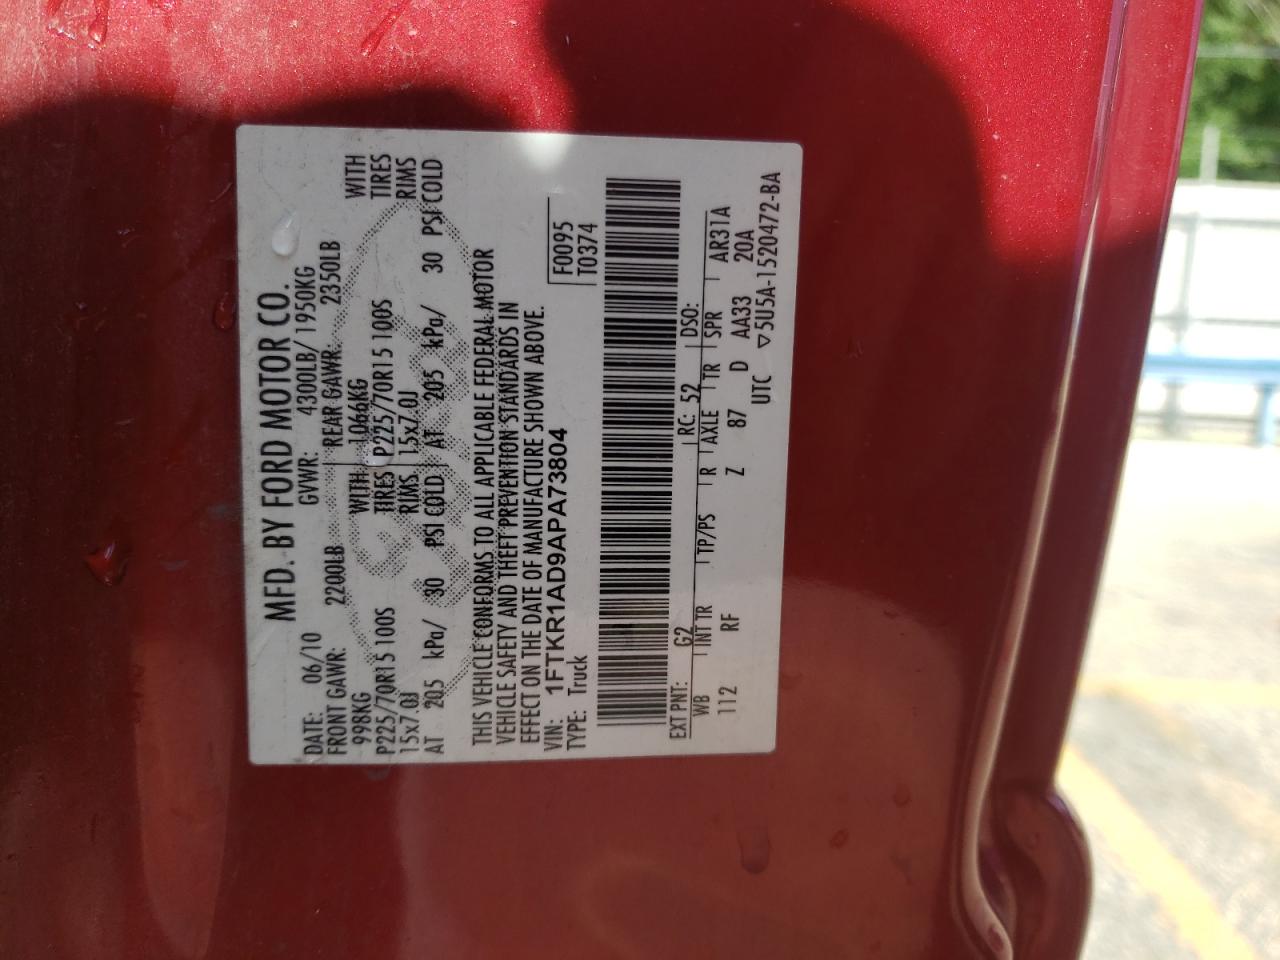 MFD. BY FORD MOTOR CO.
DATE: 06/10 GVWR: 4300LB/ 1950KG
FRONT GAWR: 2200LB REAR GAWR: 2350LB
998KG WITH 1066KG WITH
P225/70R15 100S TIRES P225/70R15 100S TIRES
15x7.0J RIMS 15x7.0J RIMS
AT 205 kPa/ 30 PSI COLD AT 205 kPa/ 30 PSI COLD
THIS VEHICLE CONFORMS TO ALL APPLICABLE FEDERAL MOTOR
VEHICLE SAFETY AND THEFT PREVENTION STANDARDS IN
EFFECT ON THE DATE OF MANUFACTURE SHOWN ABOVE.
VIN: 1FTKR1AD9APA73804 F0095
TYPE: Truck T0374
EXT PNT: G2 RC: 52 DSO:
WB INT TR TP/PS R AXLE TR SPR AR31A
112 RF Z 87 D AA33 20A
UTC ▽5U5A-1520472-BA